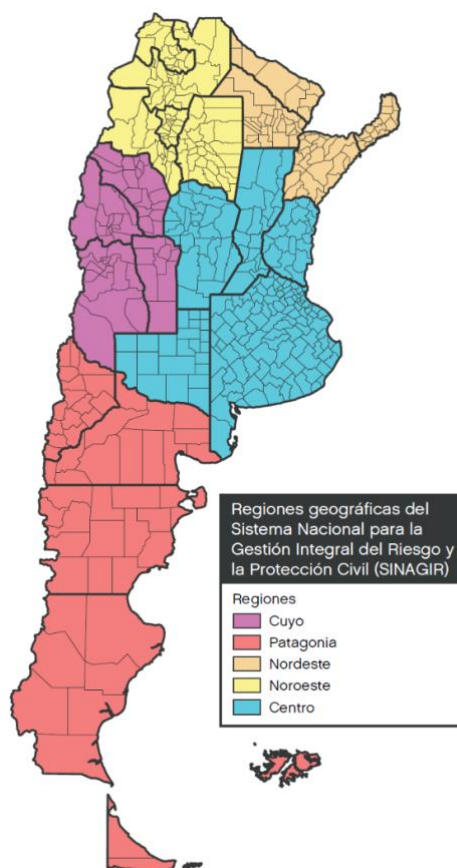 Regiones geográficas del
Sistema Nacional para la
Gestión Integral del Riesgo y
la Protección Civil (SINAGIR)
Regiones
Cuyo
Patagonia
Nordeste
Noroeste
Centro